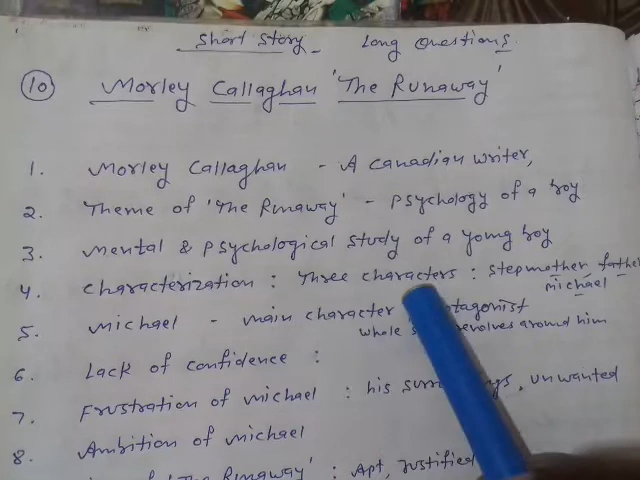 Short Story Long Questions
10 Morley Callaghan 'The Runaway'
1. Morley Callaghan - A Canadian writer,
2. Theme of 'The Runaway' - Psychology of a boy
3. Mental & Psychological study of a young boy
4. Characterization : Three characters : stepmother, father
michael
5. michael - main character
whole revolves around him
6. Lack of confidence :
7. Frustration of michael : his unwanted
8. Ambition of michael
'The Runaway' : Apt, Justified